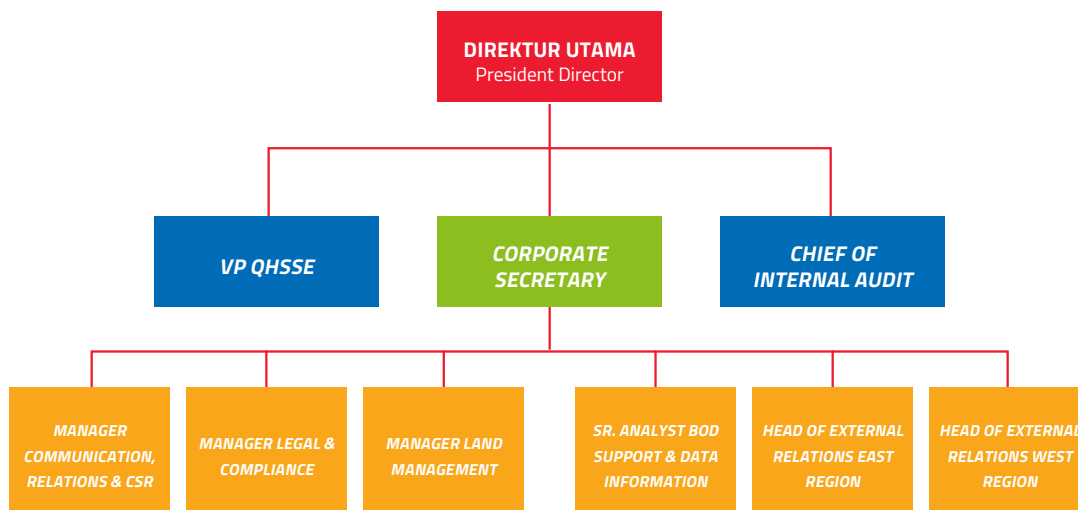 DIREKTUR UTAMA
President Director
VP QHSSE
CORPORATE
SECRETARY
CHIEF OF
INTERNAL AUDIT
MANAGER
COMMUNICATION,
RELATIONS & CSR
MANAGER LEGAL &
COMPLIANCE
MANAGER LAND
MANAGEMENT
SR. ANALYST BOD
SUPPORT & DATA
INFORMATION
HEAD OF EXTERNAL
RELATIONS EAST
REGION
HEAD OF EXTERNAL
RELATIONS WEST
REGION